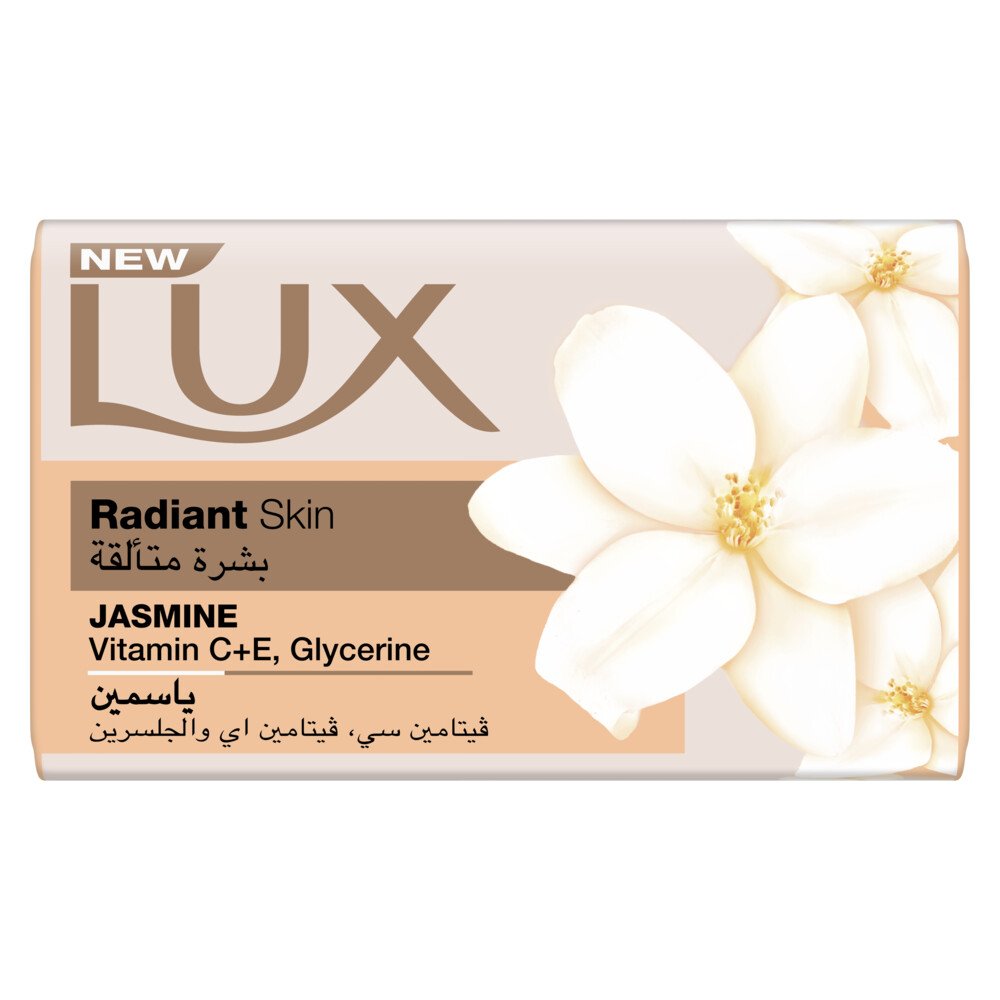 NEW
LUX
Radiant Skin
بشرة متألقة
JASMINE
Vitamin C+E, Glycerine
ياسمين
ڤيتامين سي، ڤيتامين اي والجلسرين